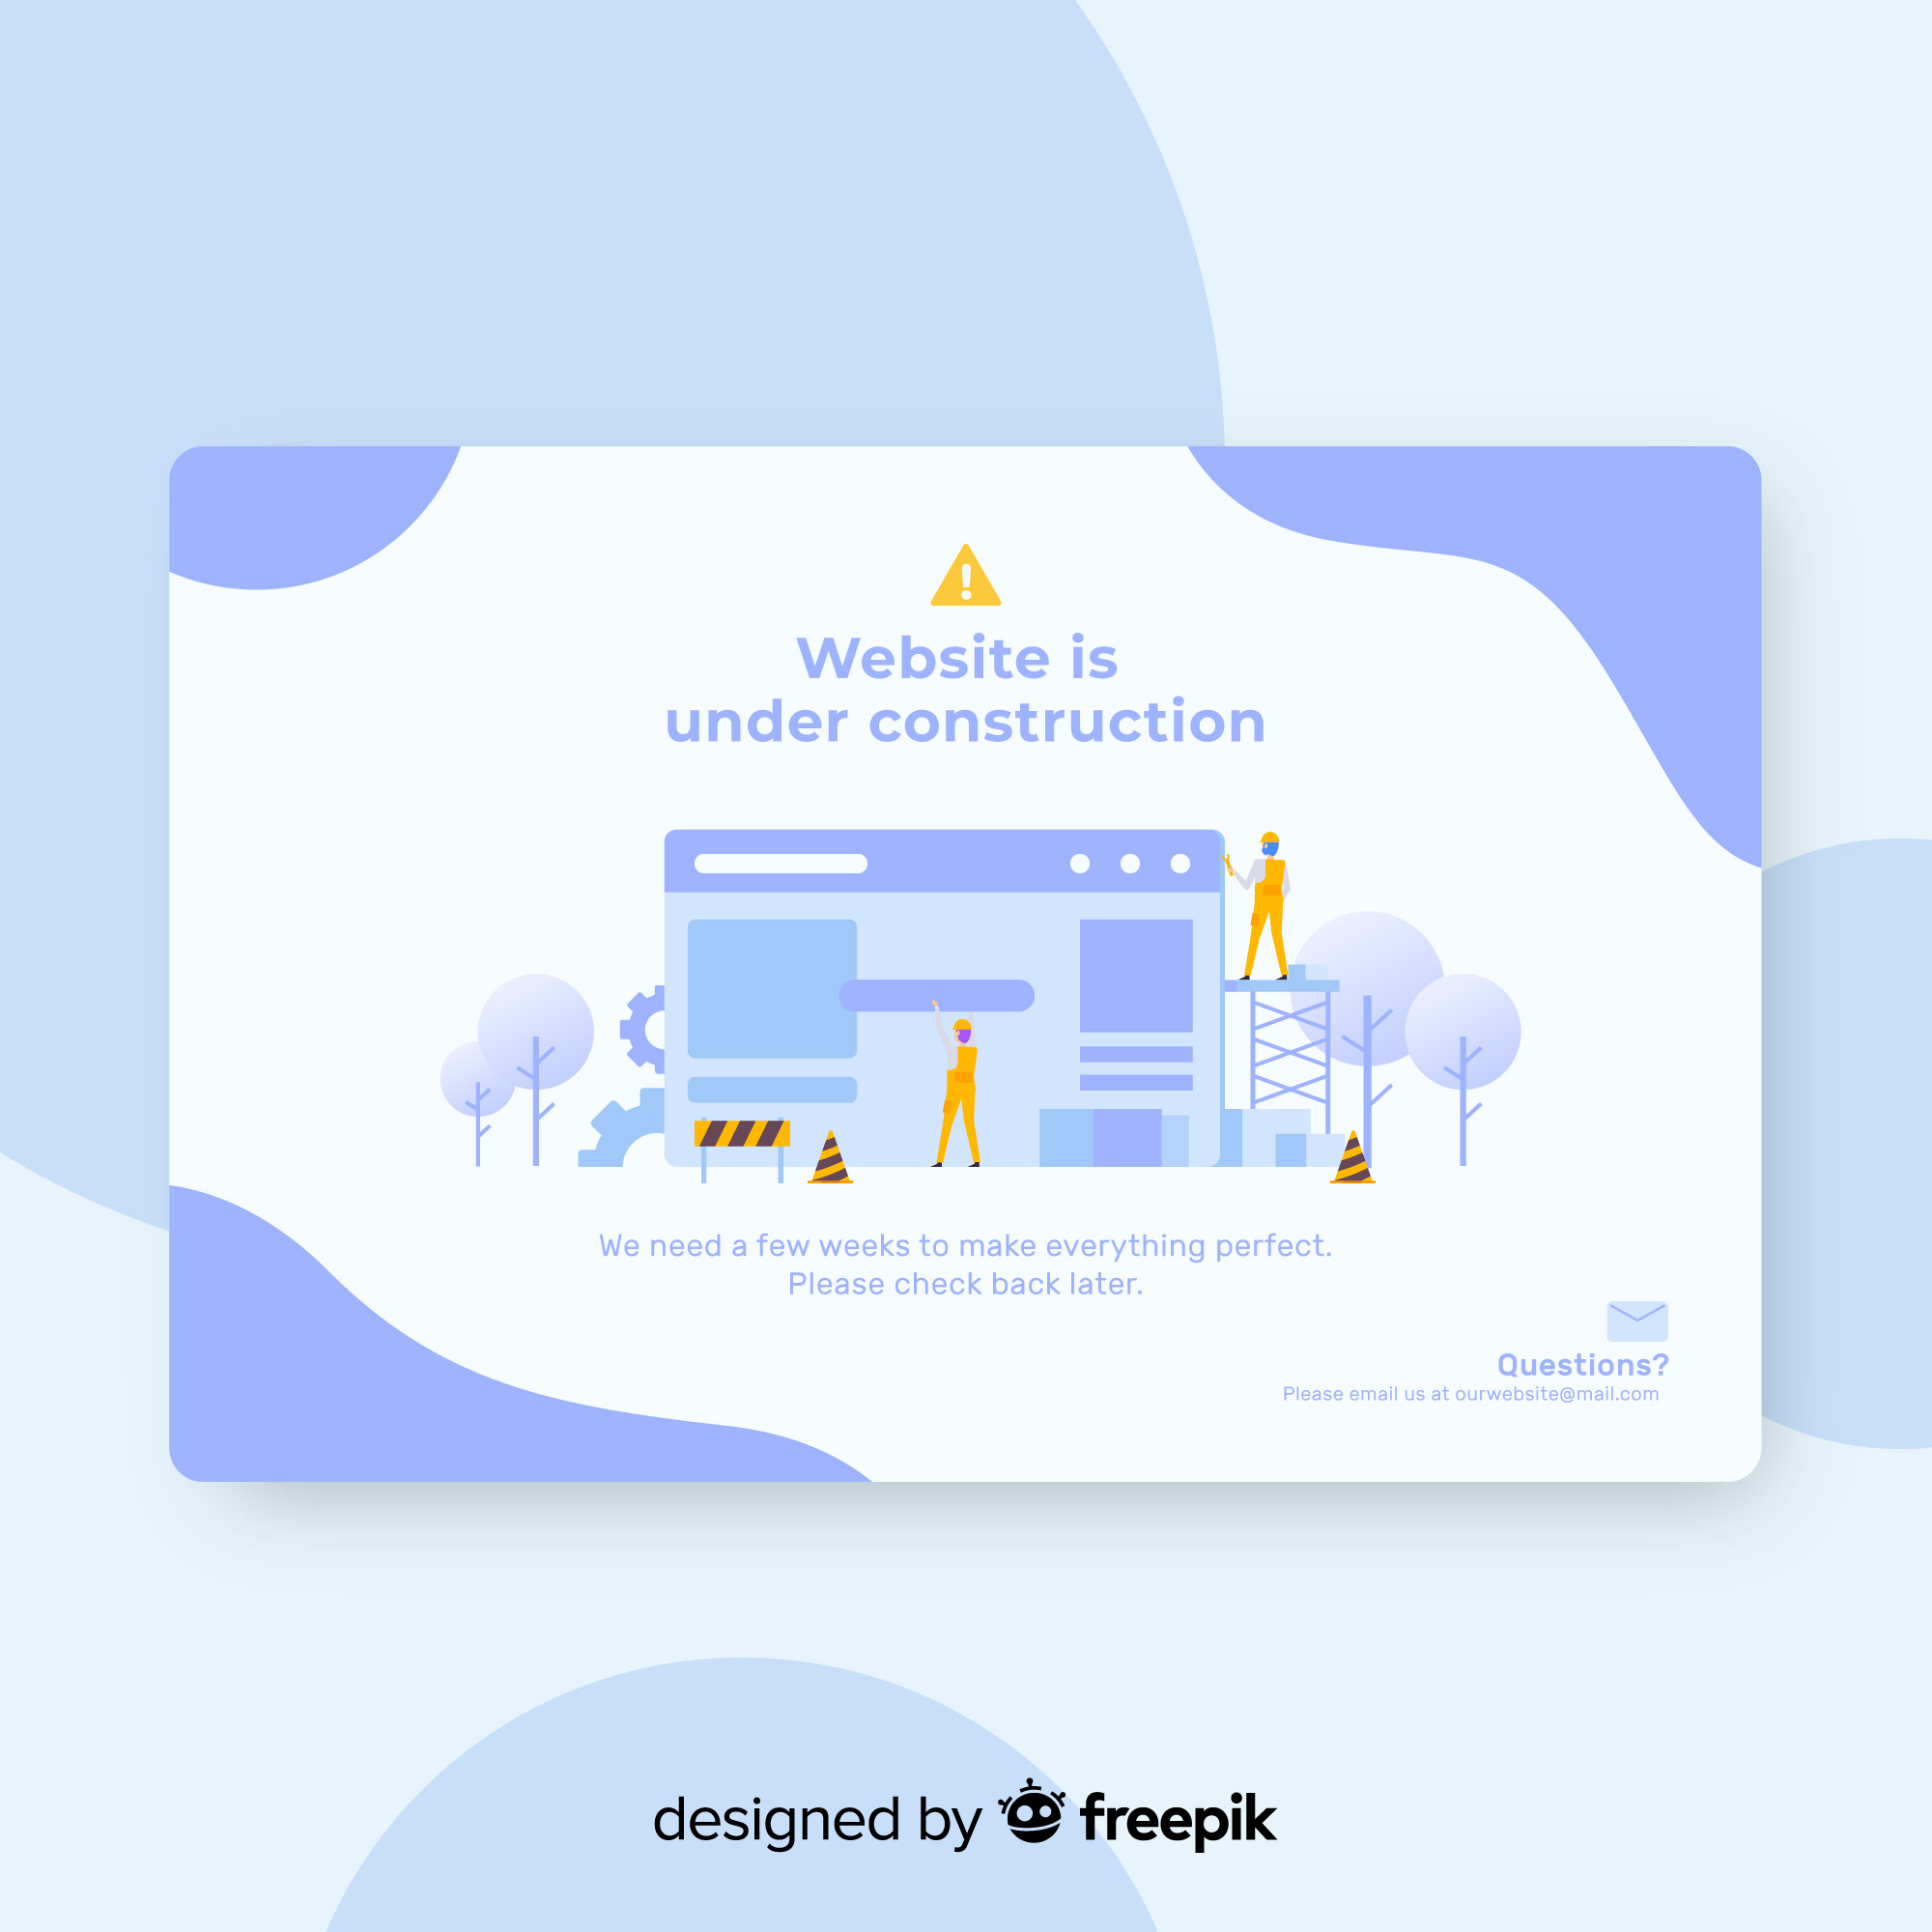 Website is
under construction
We need a few weeks to make everything perfect.
Please check back later.
Questions?
Please email us at ourwebsite@mail.com
designed by freepik